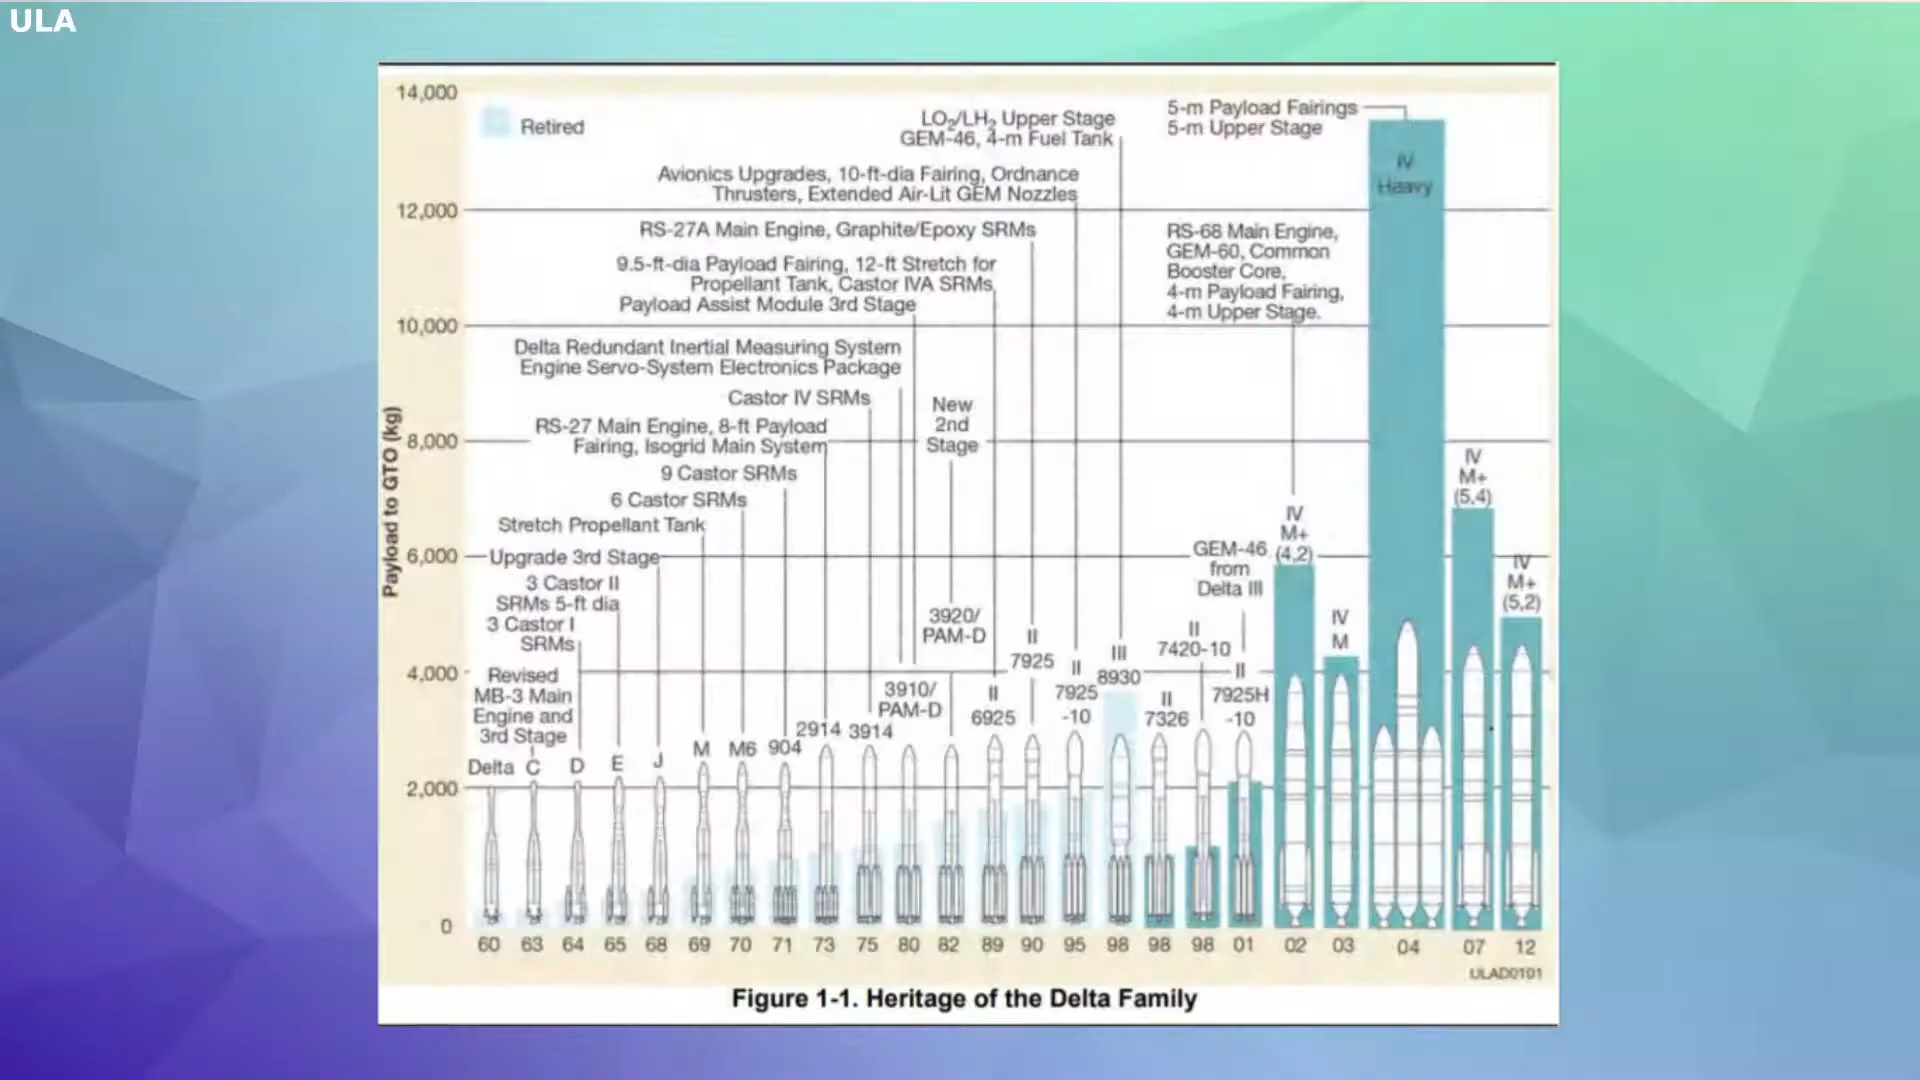 ULA
14,000
Retired
LO2/LH2 Upper Stage
GEM-46, 4-m Fuel Tank
5-m Payload Fairings
5-m Upper Stage
IV
Heavy
Avionics Upgrades, 10-ft-dia Fairing, Ordnance
Thrusters, Extended Air-Lit GEM Nozzles
12,000
RS-27A Main Engine, Graphite/Epoxy SRMs
RS-68 Main Engine,
GEM-60, Common
Booster Core,
4-m Payload Fairing,
4-m Upper Stage.
9.5-ft-dia Payload Fairing, 12-ft Stretch for
Propellant Tank, Castor IVA SRMs
Payload Assist Module 3rd Stage
10,000
Delta Redundant Inertial Measuring System
Engine Servo-System Electronics Package
Castor IV SRMs
New
2nd
Stage
RS-27 Main Engine, 8-ft Payload
Fairing, Isogrid Main System
8,000
Payload to GTO (kg)
9 Castor SRMs
6 Castor SRMs
Stretch Propellant Tank
6,000
Upgrade 3rd Stage
3 Castor II
SRMs 5-ft dia
3 Castor I
SRMs
GEM-46
from
Delta III
IV
M+
(4,2)
IV
M
IV
M+
(5,4)
IV
M+
(5,2)
4,000
Revised
MB-3 Main
Engine and
3rd Stage
Delta
C
D
E
J
M
M6
904
2914
3914
3910/
PAM-D
3920/
PAM-D
II
6925
II
7925
II
7925
-10
III
8930
II
7326
II
7420-10
II
7925H
-10
2,000
0
60 63 64 65 68 69 70 71 73 75 80 82 89 90 95 98 98 98 01 02 03 04 07 12
ULAD0101
Figure 1-1. Heritage of the Delta Family